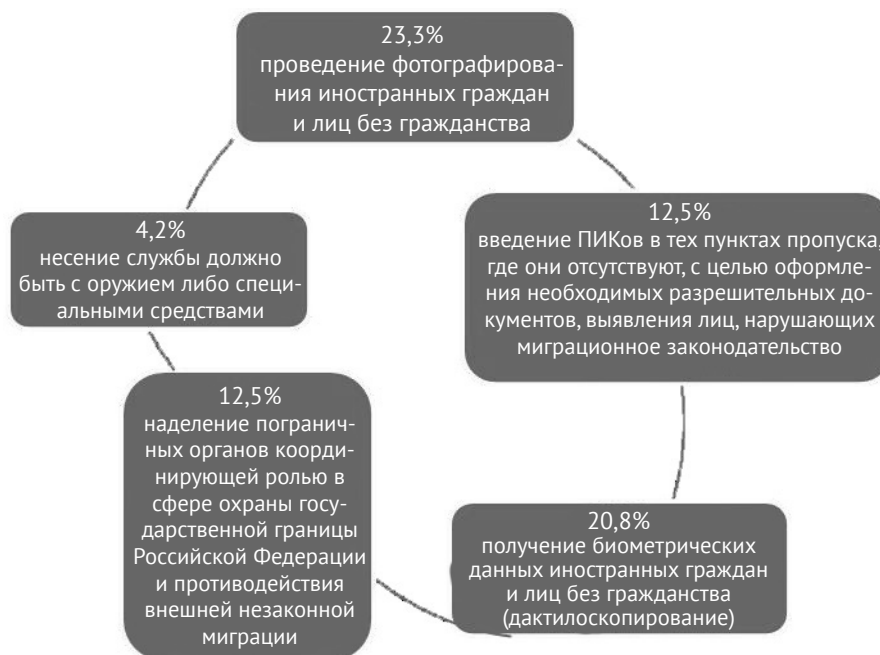 23,3%
проведение фотографирова-
ния иностранных граждан
и лиц без гражданства
12,5%
введение ПИКов в тех пунктах пропуска,
где они отсутствуют, с целью оформле-
ния необходимых разрешительных до-
кументов, выявления лиц, нарушающих
миграционное законодательство
20,8%
получение биометрических
данных иностранных граждан
и лиц без гражданства
(дактилоскопирование)
12,5%
наделение погранич-
ных органов коорди-
нирующей ролью в
сфере охраны госу-
дарственной границы
Российской Федерации
и противодействия
внешней незаконной
миграции
4,2%
несение службы должно
быть с оружием либо специ-
альными средствами